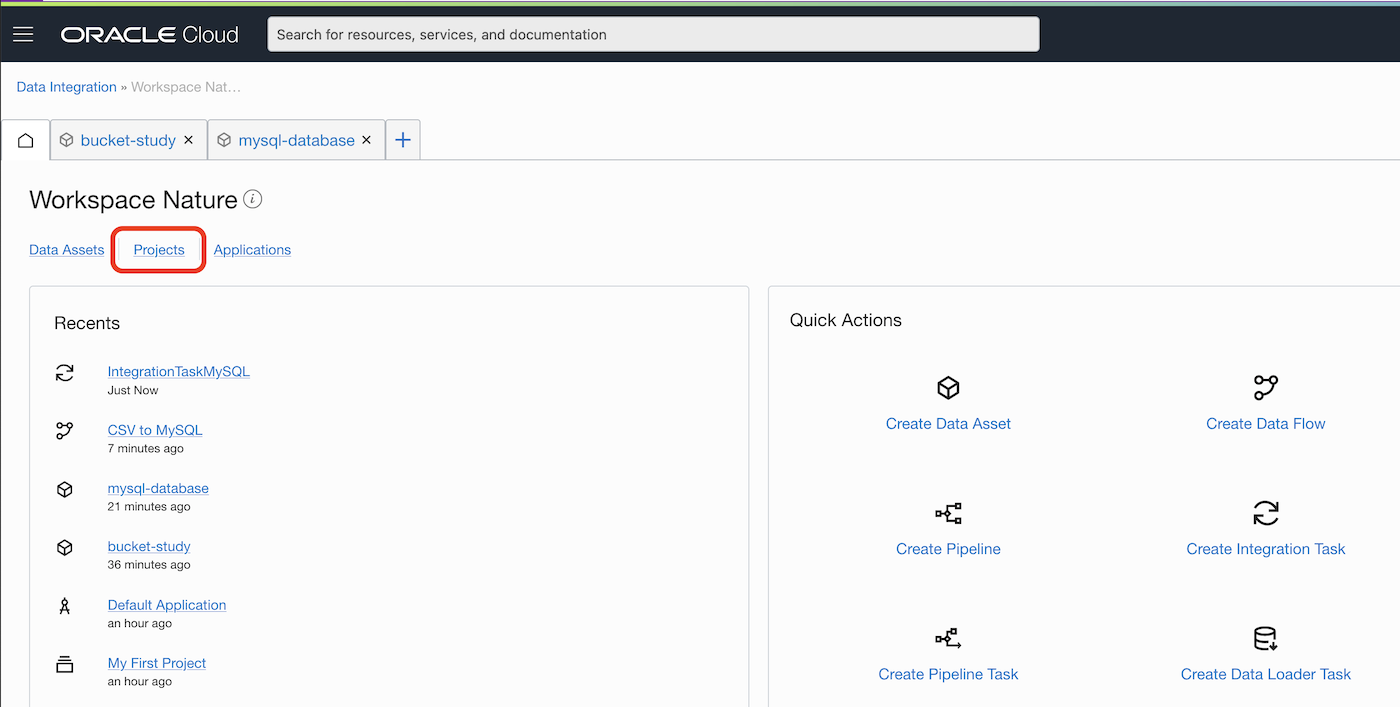 ORACLE Cloud
Search for resources, services, and documentation
Data Integration » Workspace Nat…
bucket-study ×
mysql-database × +
Workspace Nature i
Data Assets Projects Applications
Recents
IntegrationTaskMySQL
Just Now
CSV to MySQL
7 minutes ago
mysql-database
21 minutes ago
bucket-study
36 minutes ago
Default Application
an hour ago
My First Project
an hour ago
Quick Actions
Create Data Asset
Create Data Flow
Create Pipeline
Create Integration Task
Create Pipeline Task
Create Data Loader Task